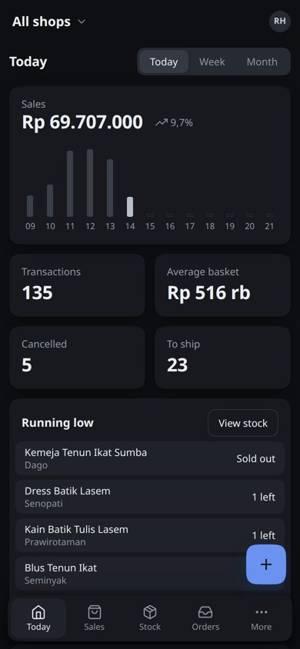 All shops
RH
Today
Today Week Month
Sales
Rp 69.707.000 9,7%
09 10 11 12 13 14 15 16 17 18 19 20 21
Transactions
135
Average basket
Rp 516 rb
Cancelled
5
To ship
23
Running low
View stock
Kemeja Tenun Ikat Sumba
Dago
Sold out
Dress Batik Lasem
Senopati
1 left
Kain Batik Tulis Lasem
Prawirotaman
1 left
Blus Tenun Ikat
Seminyak
Today Sales Stock Orders More